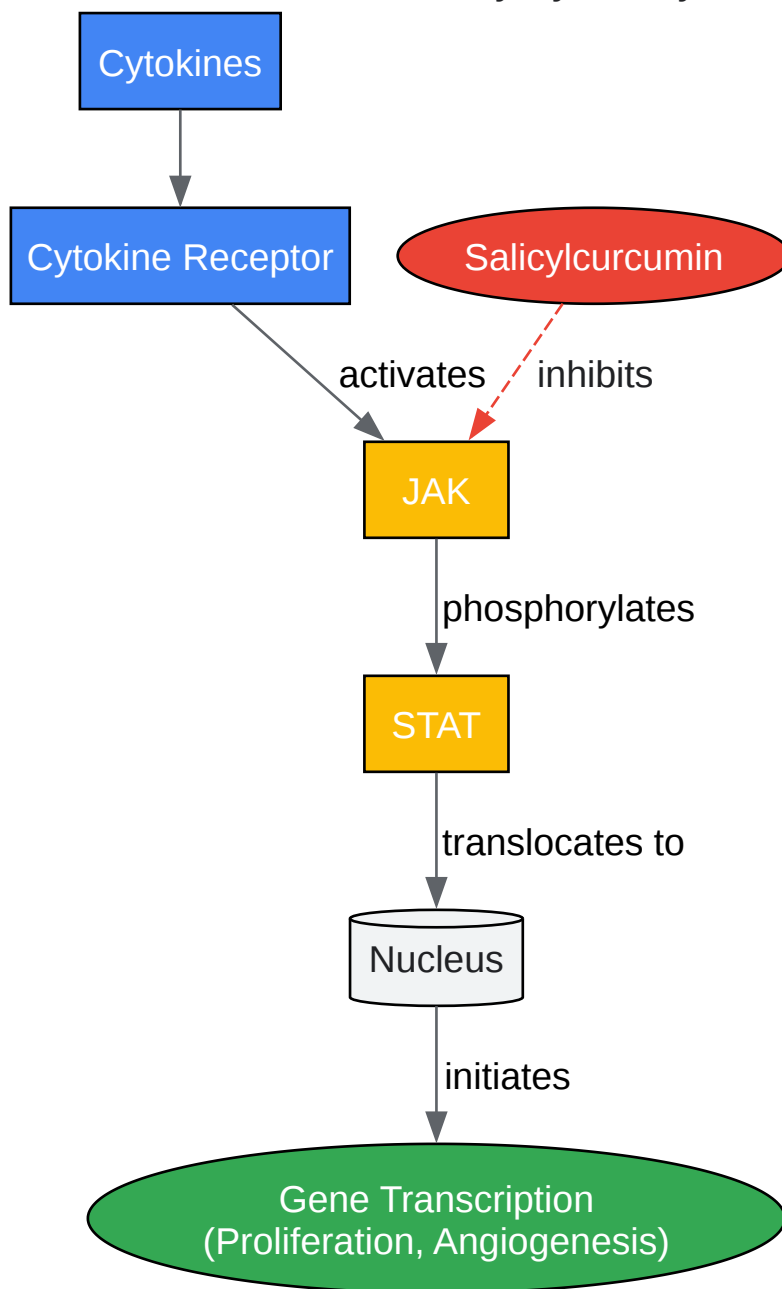 Cytokines
Cytokine Receptor
Salicylcurcumin
activates
inhibits
JAK
phosphorylates
STAT
translocates to
Nucleus
initiates
Gene Transcription
(Proliferation, Angiogenesis)